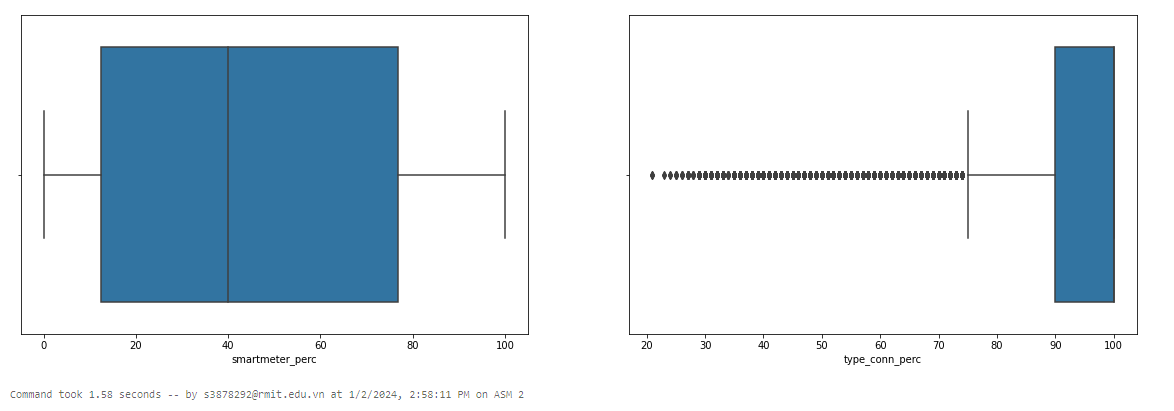 0 20 40 60 80 100
smartmeter_perc
20 30 40 50 60 70 80 90 100
type_conn_perc
Command took 1.58 seconds -- by s3878292@rmit.edu.vn at 1/2/2024, 2:58:11 PM on ASM 2